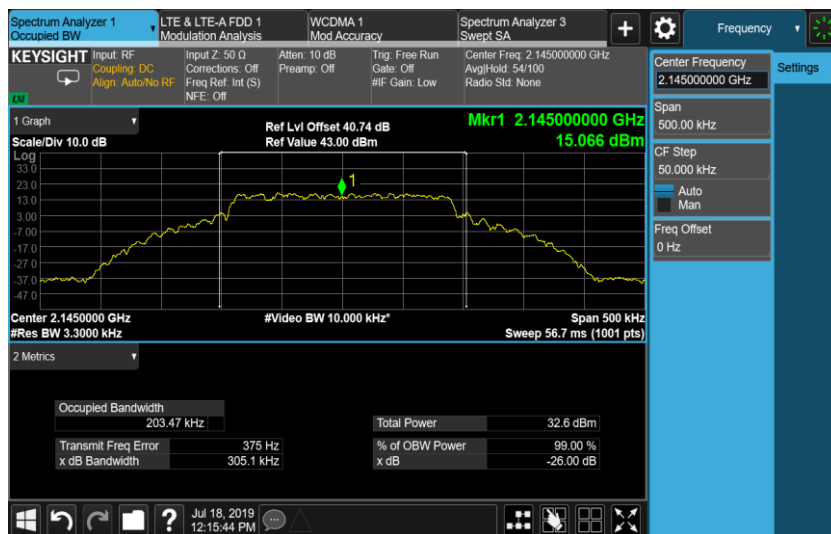 Spectrum Analyzer 1
Occupied BW
LTE & LTE-A FDD 1
Modulation Analysis
WCDMA 1
Mod Accuracy
Spectrum Analyzer 3
Swept SA
+
Frequency
KEYSIGHT
LXI
Input: RF
Coupling: DC
Align: Auto/No RF
Input Z: 50 Ω
Corrections: Off
Freq Ref: Int (S)
NFE: Off
Atten: 10 dB
Preamp: Off
Trig: Free Run
Gate: Off
#IF Gain: Low
Center Freq: 2.145000000 GHz
Avg|Hold: 54/100
Radio Std: None
Center Frequency
2.145000000 GHz
Settings
Span
500.00 kHz
CF Step
50.000 kHz
Auto
Man
Freq Offset
0 Hz
1 Graph
Scale/Div 10.0 dB
Ref Lvl Offset 40.74 dB
Ref Value 43.00 dBm
Mkr1 2.145000000 GHz
15.066 dBm
Log
33.0
23.0
13.0
3.00
-7.00
-17.0
-27.0
-37.0
-47.0
1
Center 2.1450000 GHz
#Res BW 3.3000 kHz
#Video BW 10.000 kHz*
Span 500 kHz
Sweep 56.7 ms (1001 pts)
2 Metrics
Occupied Bandwidth
203.47 kHz
Total Power 32.6 dBm
Transmit Freq Error 375 Hz
% of OBW Power 99.00 %
x dB Bandwidth 305.1 kHz
x dB -26.00 dB
?
Jul 18, 2019
12:15:44 PM